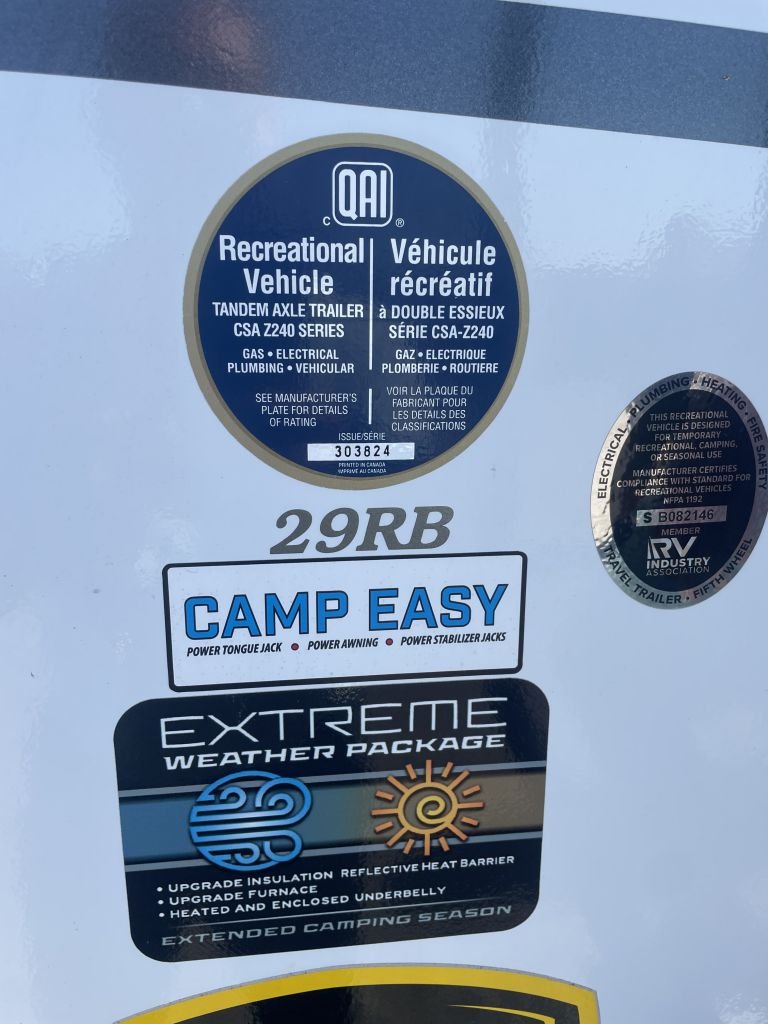 C QAI ®
Recreational
Vehicle
TANDEM AXLE TRAILER
CSA Z240 SERIES
GAS • ELECTRICAL
PLUMBING • VEHICULAR
SEE MANUFACTURER'S
PLATE FOR DETAILS
OF RATING
Véhicule
récréatif
à DOUBLE ESSIEUX
SÉRIE CSA-Z240
GAZ • ELECTRIQUE
PLOMBERIE • ROUTIERE
VOIR LA PLAQUE DU
FABRICANT POUR
LES DETAILS DES
CLASSIFICATIONS
ISSUE/SÉRIE
303824
PRINTED IN CANADA
IMPRIMÉ AU CANADA
ELECTRICAL • PLUMBING • HEATING • FIRE SAFETY
THIS RECREATIONAL
VEHICLE IS DESIGNED
FOR TEMPORARY
RECREATIONAL, CAMPING,
OR SEASONAL USE
MANUFACTURER CERTIFIES
COMPLIANCE WITH STANDARD FOR
RECREATIONAL VEHICLES
NFPA 1192
S B082146
MEMBER
RV
INDUSTRY
ASSOCIATION
TRAVEL TRAILER • FIFTH WHEEL
29RB
CAMP EASY
POWER TONGUE JACK • POWER AWNING • POWER STABILIZER JACKS
EXTREME
WEATHER PACKAGE
• UPGRADE INSULATION REFLECTIVE HEAT BARRIER
• UPGRADE FURNACE
• HEATED AND ENCLOSED UNDERBELLY
EXTENDED CAMPING SEASON